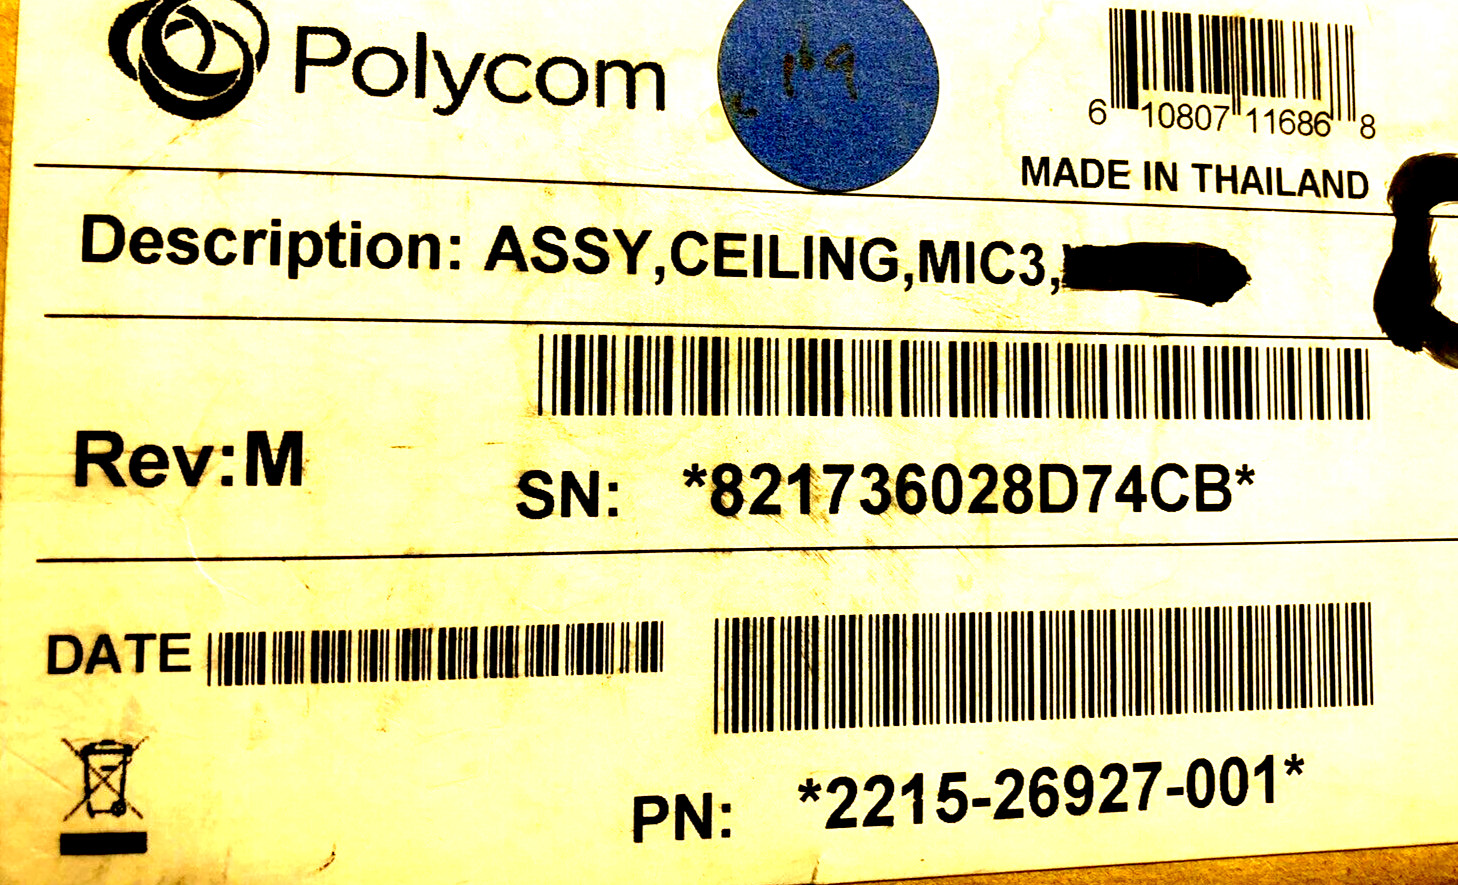 Polycom
6 10807 11686 8
MADE IN THAILAND
Description: ASSY,CEILING,MIC3,
Rev:M
SN: *821736028D74CB*
DATE
PN: *2215-26927-001*